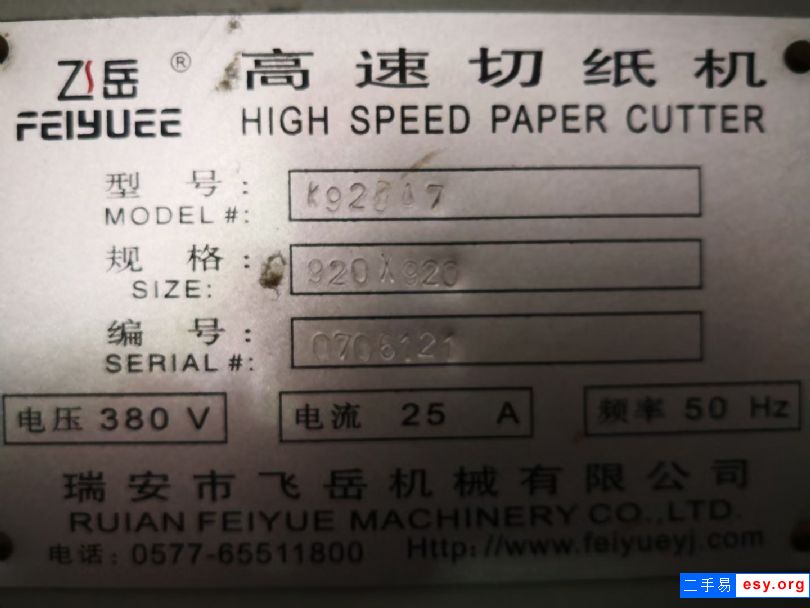 飞岳® 高速切纸机
FEIYUEE HIGH SPEED PAPER CUTTER
型 号:
MODEL #:
规 格: 920X920
SIZE:
编 号: 0706121
SERIAL #:
电压 380 V 电流 25 A 频率 50 Hz
瑞安市飞岳机械有限公司
RUIAN FEIYUE MACHINERY CO.,LTD.
电话: 0577-65511800 Http://www.feiyueyj.com
二手易 esy.org